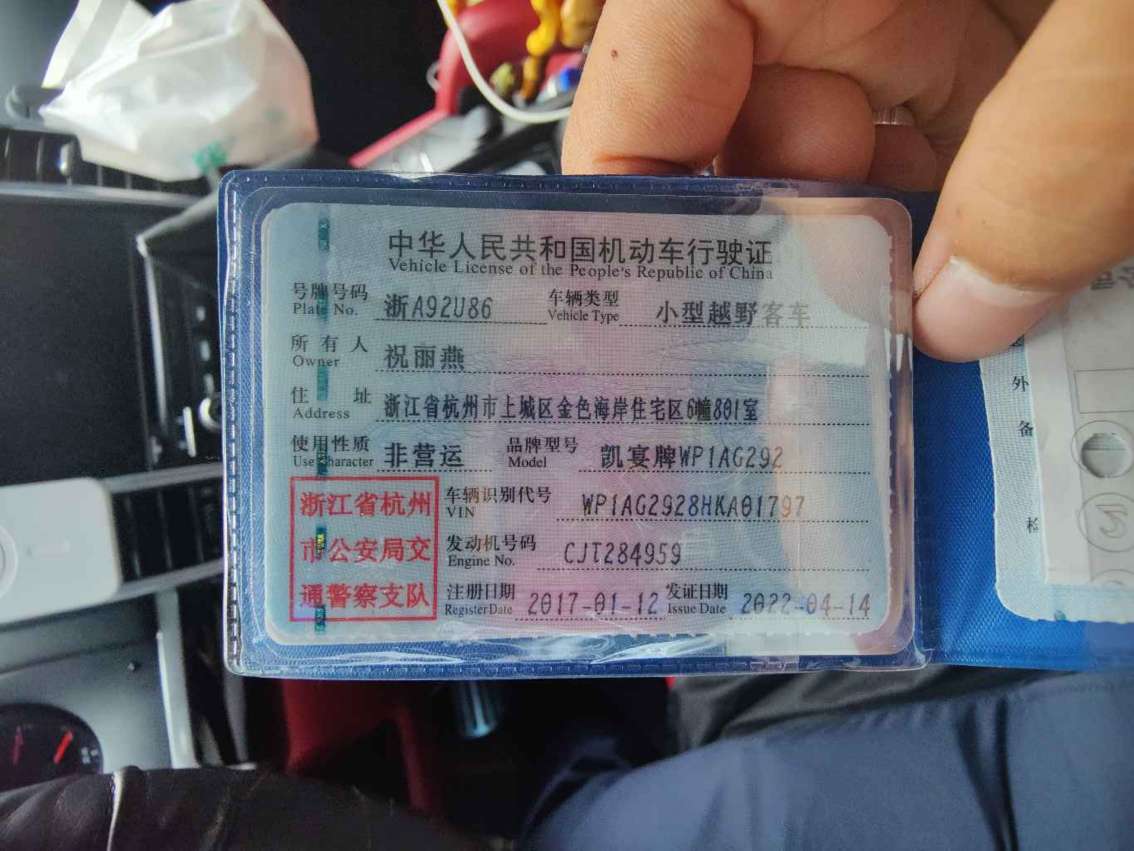 中华人民共和国机动车行驶证
Vehicle License of the People's Republic of China
号牌号码 浙A92U86 车辆类型 小型越野客车
Plate No. Vehicle Type
所有人 祝丽燕
Owner
住址 浙江省杭州市上城区金色海岸住宅区6幢801室
Address
使用性质 非营运 品牌型号 凯宴牌WP1AG292
Use Character Model
浙江省杭州 车辆识别代号 WP1AG2928HKA01797
VIN
市公安局交 发动机号码 CJT284959
Engine No.
通警察支队 注册日期 2017-01-12 发证日期 2022-04-14
Register Date Issue Date
外
备
检